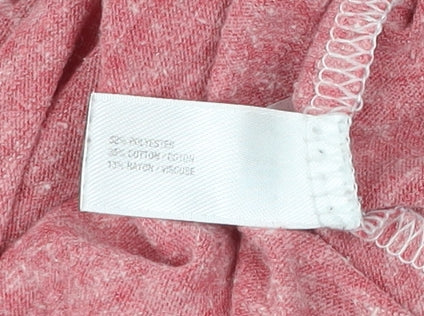 52% POLYESTER
35% COTTON / COTON
13% RAYON / VISCOSE